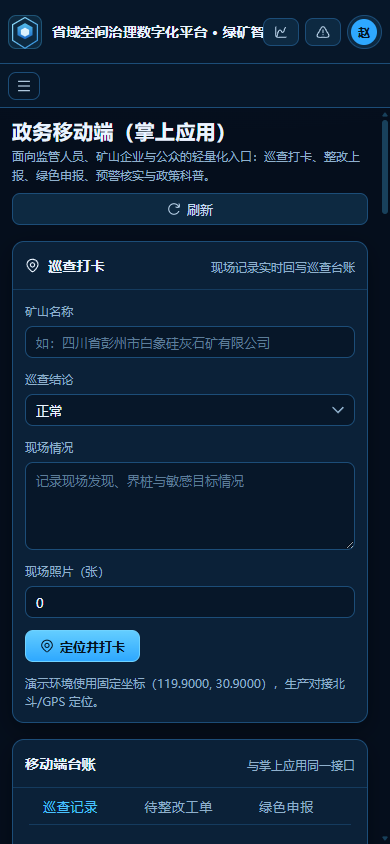 省域空间治理数字化平台 • 绿矿智
赵
政务移动端（掌上应用）
面向监管人员、矿山企业与公众的轻量化入口：巡查打卡、整改上
报、绿色申报、预警核实与政策科普。
刷新
巡查打卡
现场记录实时回写巡查台账
矿山名称
如：四川省彭州市白象硅灰石矿有限公司
巡查结论
正常
现场情况
记录现场发现、界桩与敏感目标情况
现场照片（张）
0
定位并打卡
演示环境使用固定坐标（119.9000, 30.9000），生产对接北
斗/GPS 定位。
移动端台账
与掌上应用同一接口
巡查记录
待整改工单
绿色申报